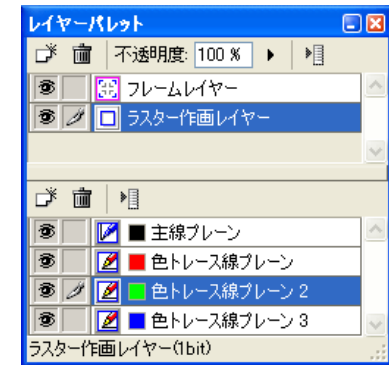 レイヤーパレット
不透明度: 100 %
フレームレイヤー
ラスター作画レイヤー
主線プレーン
色トレース線プレーン
色トレース線プレーン 2
色トレース線プレーン 3
ラスター作画レイヤー(1bit)